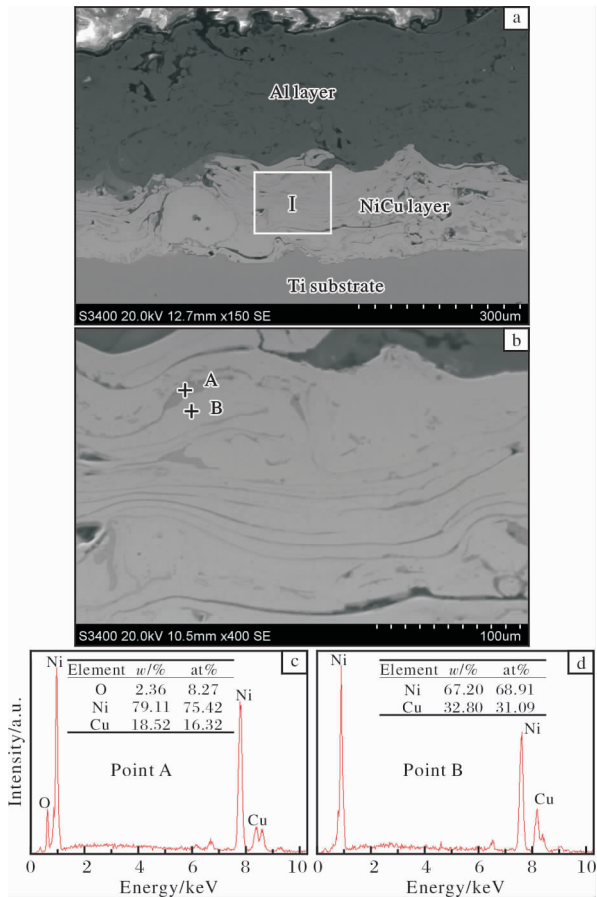 a
Al layer
I
NiCu layer
Ti substrate
S3400 20.0kV 12.7mm x150 SE
300um
b
A
B
S3400 20.0kV 10.5mm x400 SE
100um
c
Ni
Element w/% at%
O 2.36 8.27
Ni 79.11 75.42
Cu 18.52 16.32
Ni
Point A
O
Cu
Intensity/a.u.
0 2 4 6 8 10
Energy/keV
d
Ni
Element w/% at%
Ni 67.20 68.91
Cu 32.80 31.09
Ni
Point B
Cu
0 2 4 6 8 10
Energy/keV